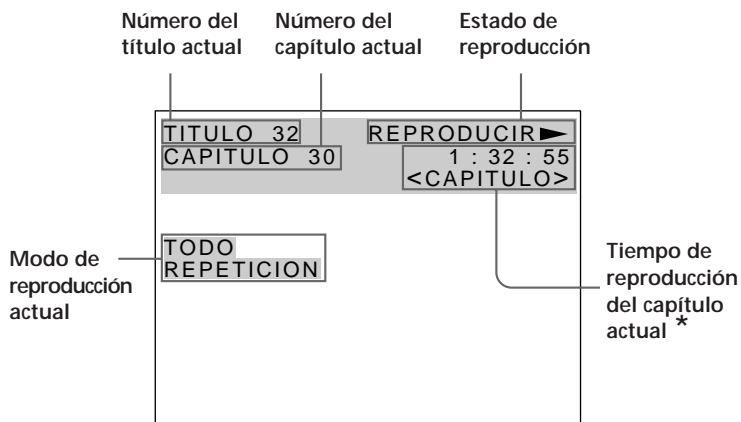 Número del
título actual
Número del
capítulo actual
Estado de
reproducción
TITULO 32
REPRODUCIR
CAPITULO 30
1 : 32 : 55
<CAPITULO>
TODO
REPETICION
Modo de
reproducción
actual
Tiempo de
reproducción
del capítulo
actual *